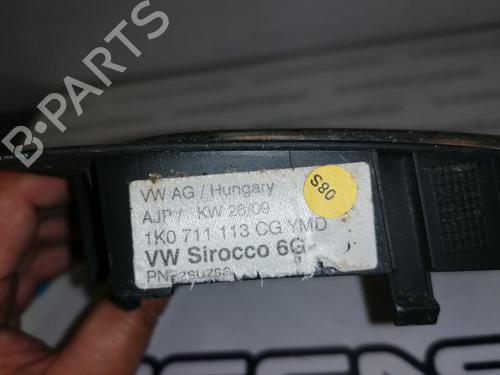 B-PARTS
VW AG / Hungary
S80
AJP / KW 28/09
1K0 711 113 CG YMD
VW Sirocco 6G